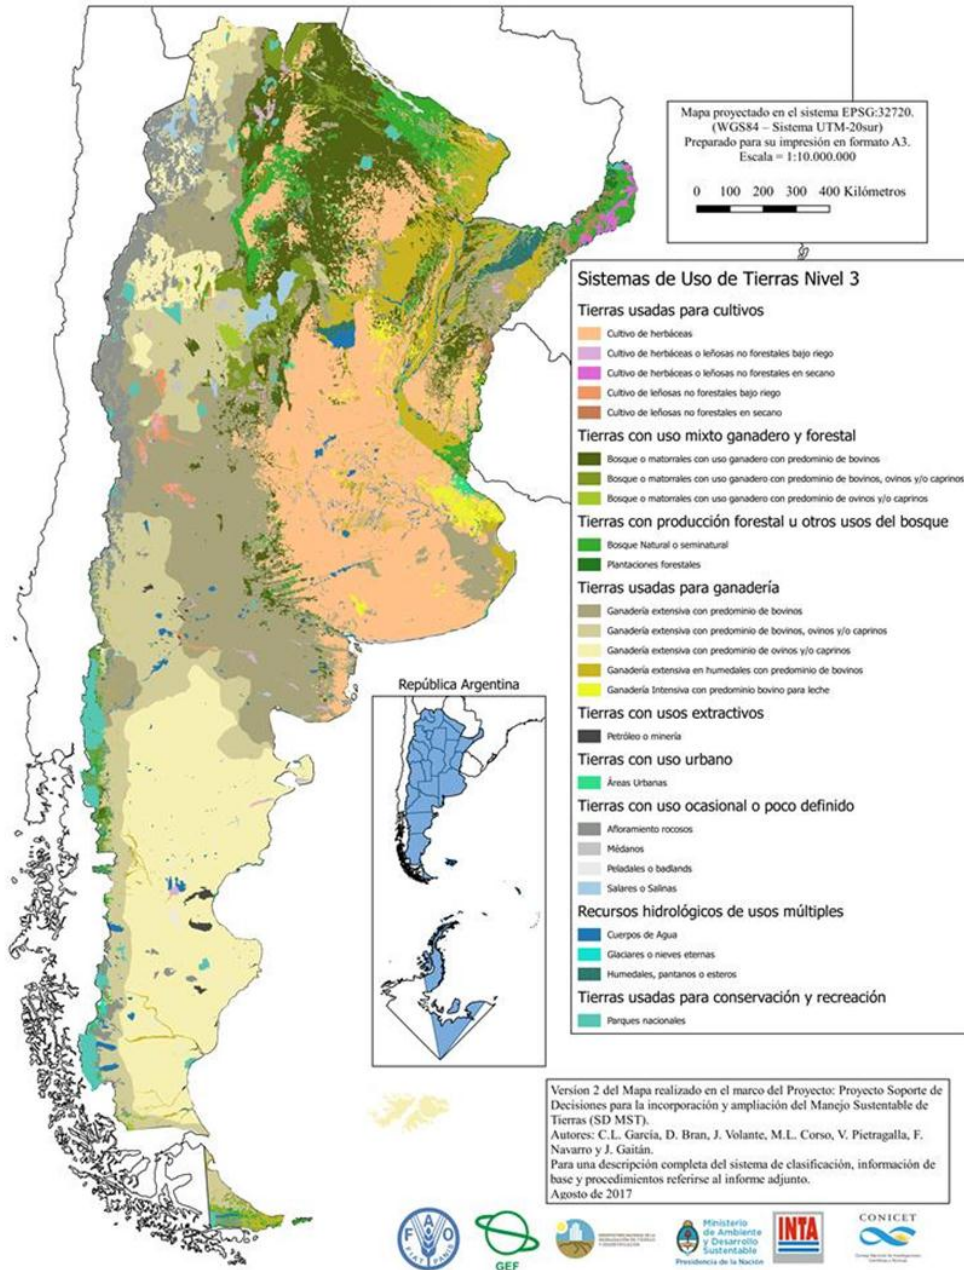 Mapa proyectado en el sistema EPSG:32720.
(WGS84 – Sistema UTM-20sur)
Preparado para su impresión en formato A3.
Escala = 1:10.000.000
0 100 200 300 400 Kilómetros
Sistemas de Uso de Tierras Nivel 3
Tierras usadas para cultivos
Cultivo de herbáceas
Cultivo de herbáceas o leñosas no forestales bajo riego
Cultivo de herbáceas o leñosas no forestales en secano
Cultivo de leñosas no forestales bajo riego
Cultivo de leñosas no forestales en secano
Tierras con uso mixto ganadero y forestal
Bosque o matorrales con uso ganadero con predominio de bovinos
Bosque o matorrales con uso ganadero con predominio de bovinos, ovinos y/o caprinos
Bosque o matorrales con uso ganadero con predominio de ovinos y/o caprinos
Tierras con producción forestal u otros usos del bosque
Bosque Natural o seminatural
Plantaciones forestales
Tierras usadas para ganadería
Ganadería extensiva con predominio de bovinos
Ganadería extensiva con predominio de bovinos, ovinos y/o caprinos
Ganadería extensiva con predominio de ovinos y/o caprinos
Ganadería extensiva en humedales con predominio de bovinos
Ganadería Intensiva con predominio bovino para leche
Tierras con usos extractivos
Petróleo o minería
Tierras con uso urbano
Áreas Urbanas
Tierras con uso ocasional o poco definido
Afloramiento rocosos
Médanos
Peladales o badlands
Salares o Salinas
Recursos hidrológicos de usos múltiples
Cuerpos de Agua
Glaciares o nieves eternas
Humedales, pantanos o esteros
Tierras usadas para conservación y recreación
Parques nacionales
República Argentina
Version 2 del Mapa realizado en el marco del Proyecto: Proyecto Soporte de
Decisiones para la incorporación y ampliación del Manejo Sustentable de
Tierras (SD MST).
Autores: C.L. García, D. Bran, J. Volante, M.L. Corso, V. Pietragalla, F.
Navarro y J. Gaitán.
Para una descripción completa del sistema de clasificación, información de
base y procedimientos referirse al informe adjunto.
Agosto de 2017
F A O
FIAT PANIS
GEF
Ministerio
de Ambiente
y Desarrollo
Sustentable
Presidencia de la Nación
INTA
CONICET